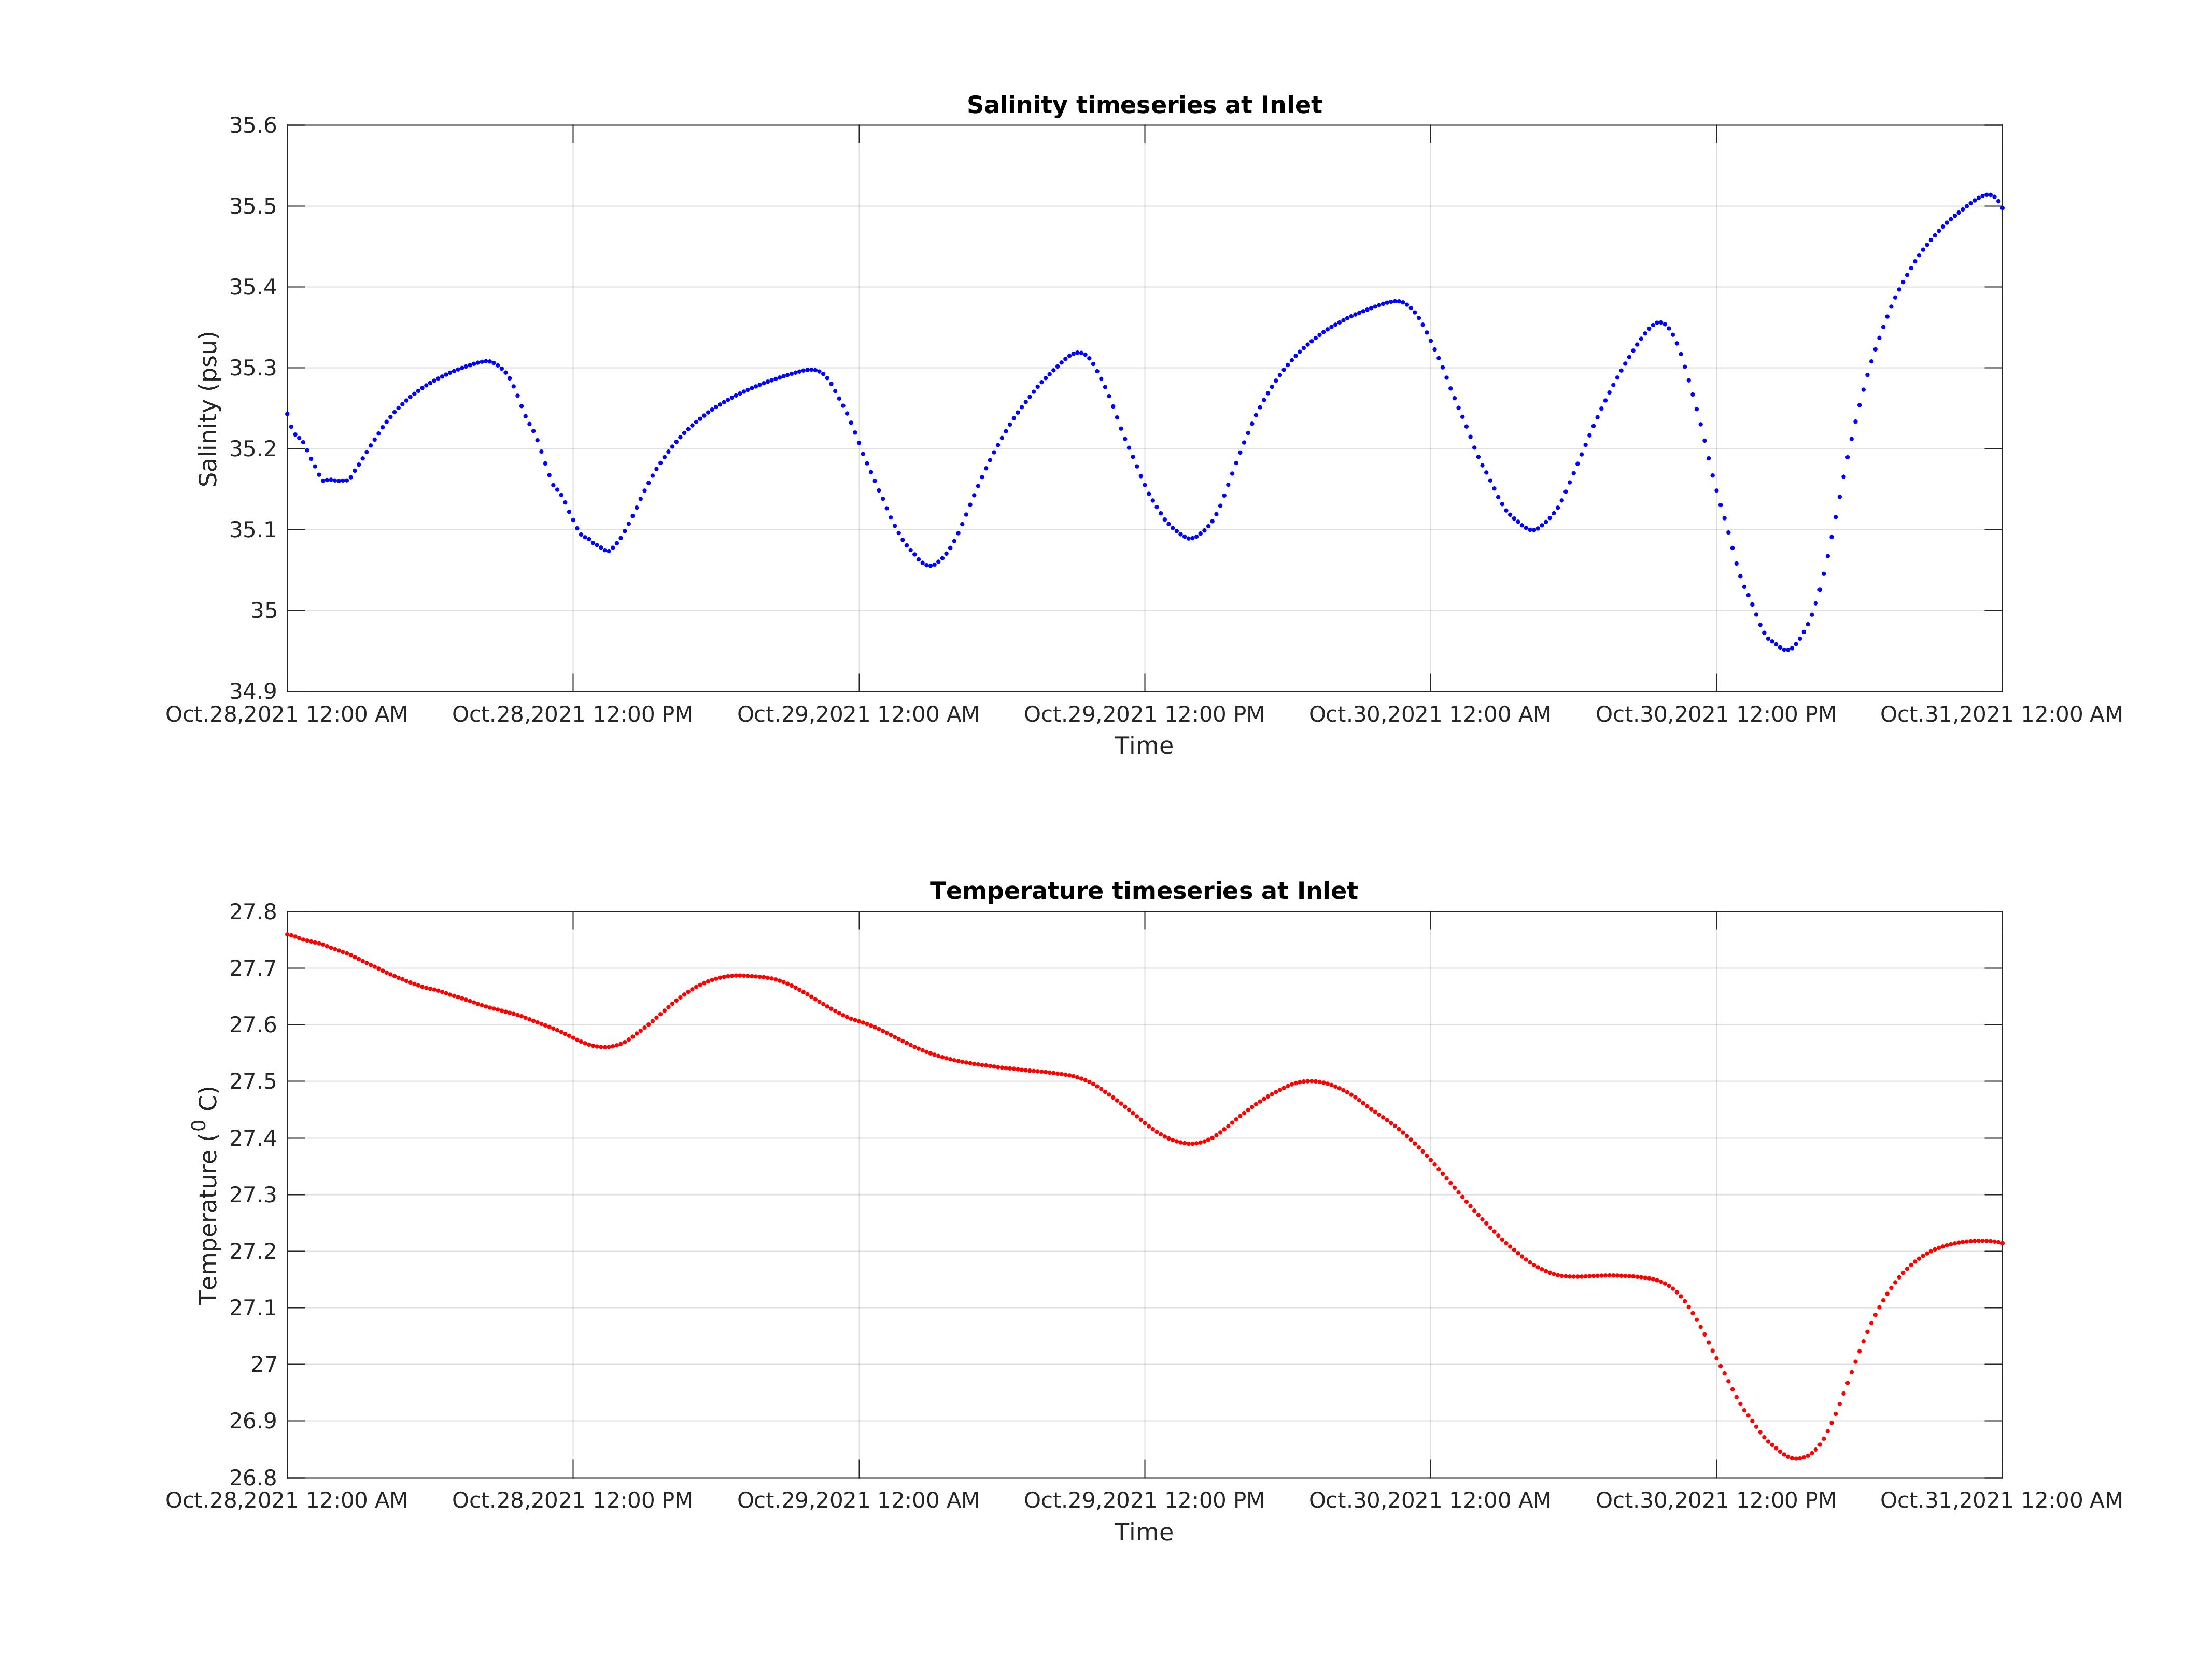 Salinity timeseries at Inlet
35.6
35.5
35.4
35.3
35.2
35.1
35
34.9
Salinity (psu)
Oct.28,2021 12:00 AM Oct.28,2021 12:00 PM Oct.29,2021 12:00 AM Oct.29,2021 12:00 PM Oct.30,2021 12:00 AM Oct.30,2021 12:00 PM Oct.31,2021 12:00 AM
Time
Temperature timeseries at Inlet
27.8
27.7
27.6
27.5
27.4
27.3
27.2
27.1
27
26.9
26.8
Temperature (⁰ C)
Oct.28,2021 12:00 AM Oct.28,2021 12:00 PM Oct.29,2021 12:00 AM Oct.29,2021 12:00 PM Oct.30,2021 12:00 AM Oct.30,2021 12:00 PM Oct.31,2021 12:00 AM
Time